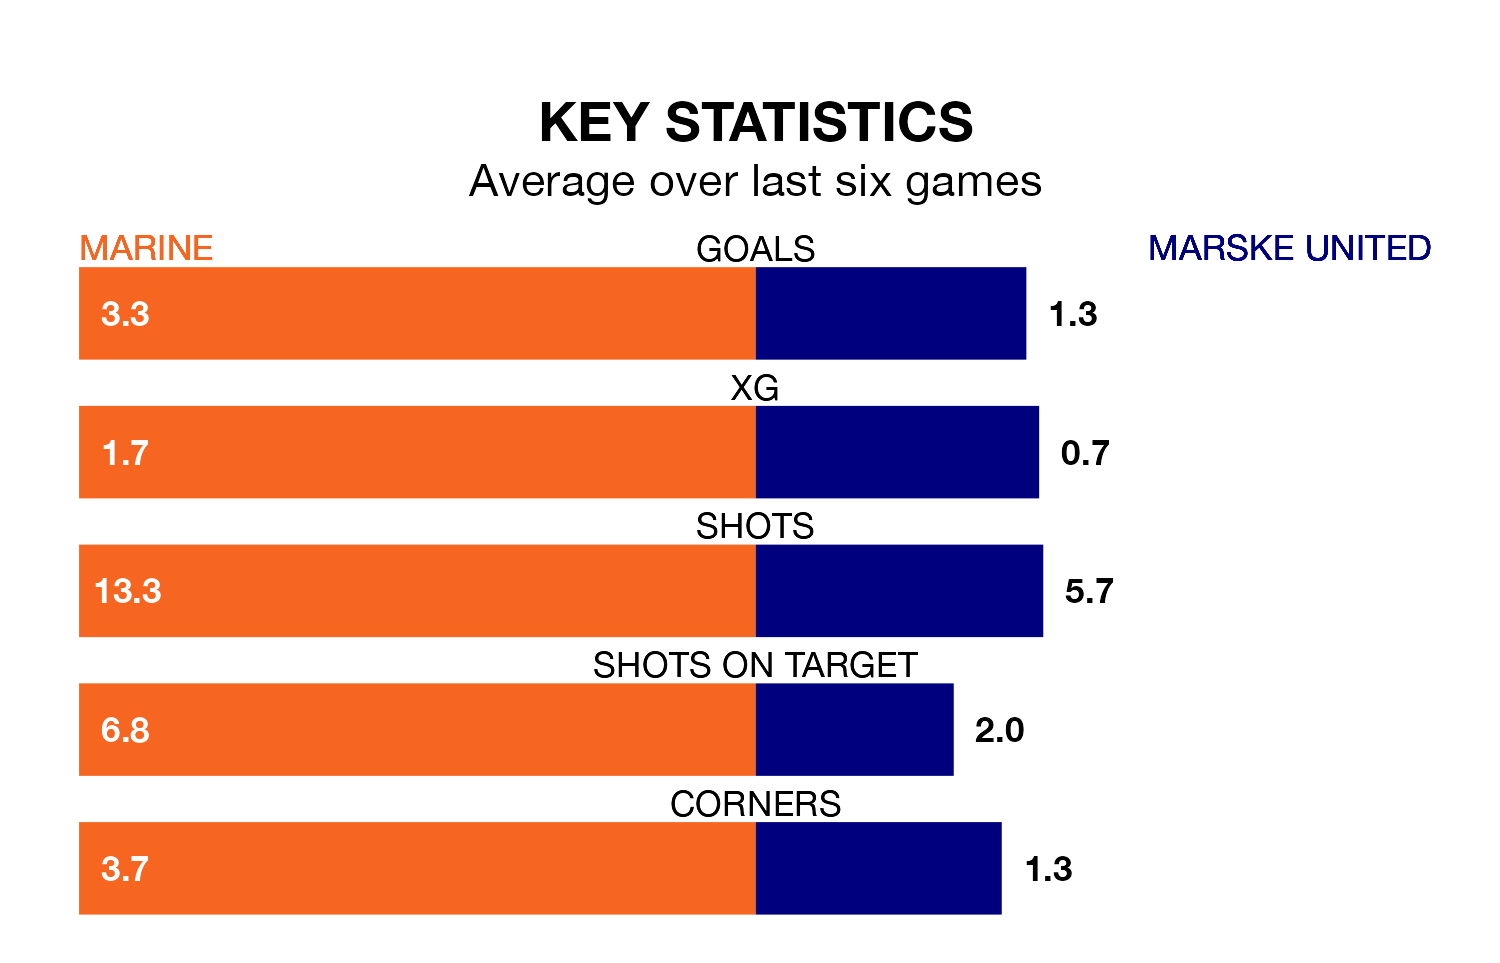 KEY STATISTICS
Average over last six games
MARINE GOALS MARSKE UNITED
3.3 1.3
XG
1.7 0.7
SHOTS
13.3 5.7
SHOTS ON TARGET
6.8 2.0
CORNERS
3.7 1.3